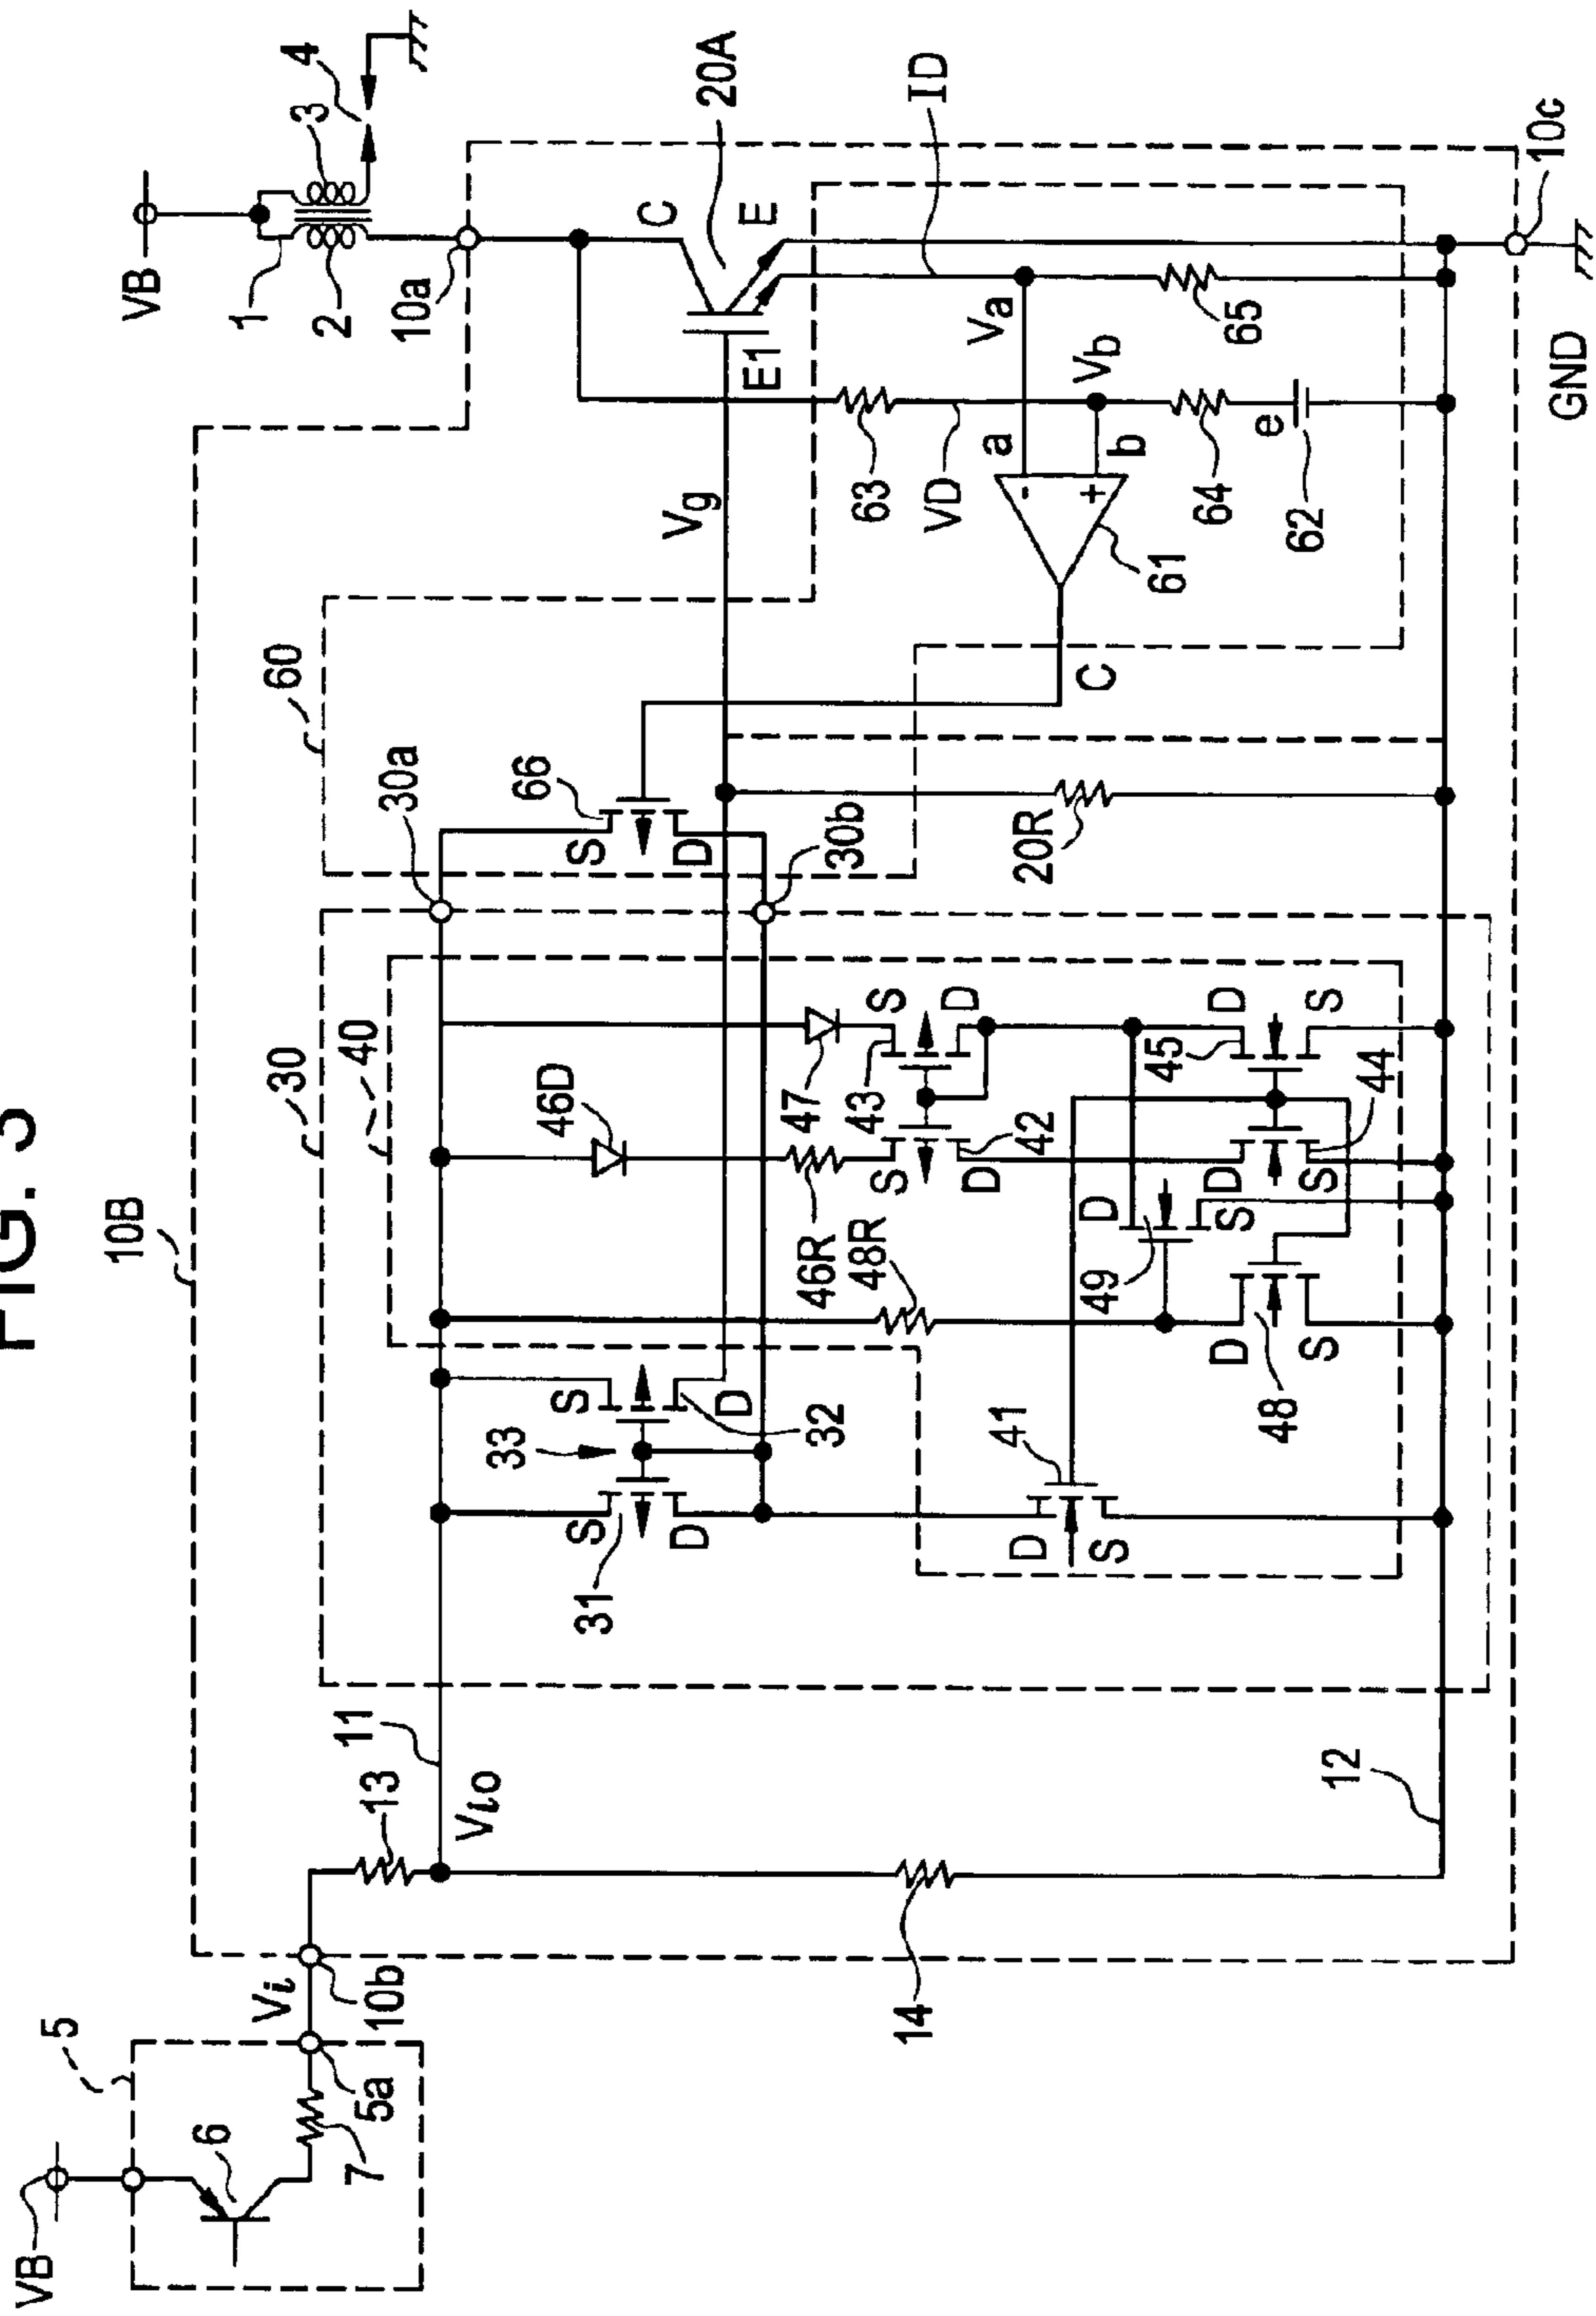 FIG. 3
10B
VB
1
2
3
4
10a
C
E
20A
E1
ID
Va
Vb
65
63
VD
a
b
-
+
64
e
62
61
C
Vg
60
66
S
D
30a
30b
20R
10c
GND
30
40
46D
47
43
S
D
42
S
D
46R
48R
45
D
S
44
D
S
49
D
S
48
D
S
33
S
D
32
31
S
D
41
D
S
11
12
13
Vio
14
Vi
10b
5
5a
6
7
VB